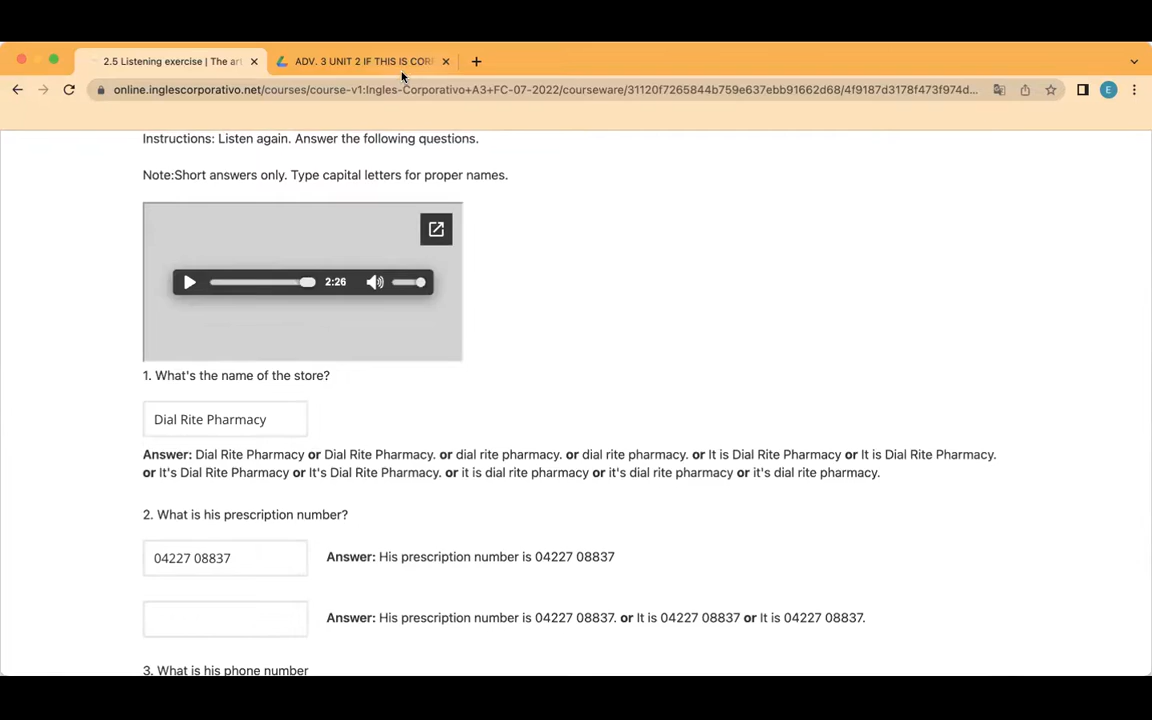 2.5 Listening exercise | The art
ADV. 3 UNIT 2 IF THIS IS COR
online.inglescorporativo.net/courses/course-v1:Ingles-Corporativo+A3+FC-07-2022/courseware/31120f7265844b759e637ebb91662d68/4f9187d3178f473f974d...
E
Instructions: Listen again. Answer the following questions.
Note:Short answers only. Type capital letters for proper names.
2:26
1. What's the name of the store?
Dial Rite Pharmacy
Answer: Dial Rite Pharmacy or Dial Rite Pharmacy. or dial rite pharmacy. or dial rite pharmacy. or It is Dial Rite Pharmacy or It is Dial Rite Pharmacy.
or It's Dial Rite Pharmacy or It's Dial Rite Pharmacy. or it is dial rite pharmacy or it's dial rite pharmacy or it's dial rite pharmacy.
2. What is his prescription number?
04227 08837
Answer: His prescription number is 04227 08837
Answer: His prescription number is 04227 08837. or It is 04227 08837 or It is 04227 08837.
3. What is his phone number